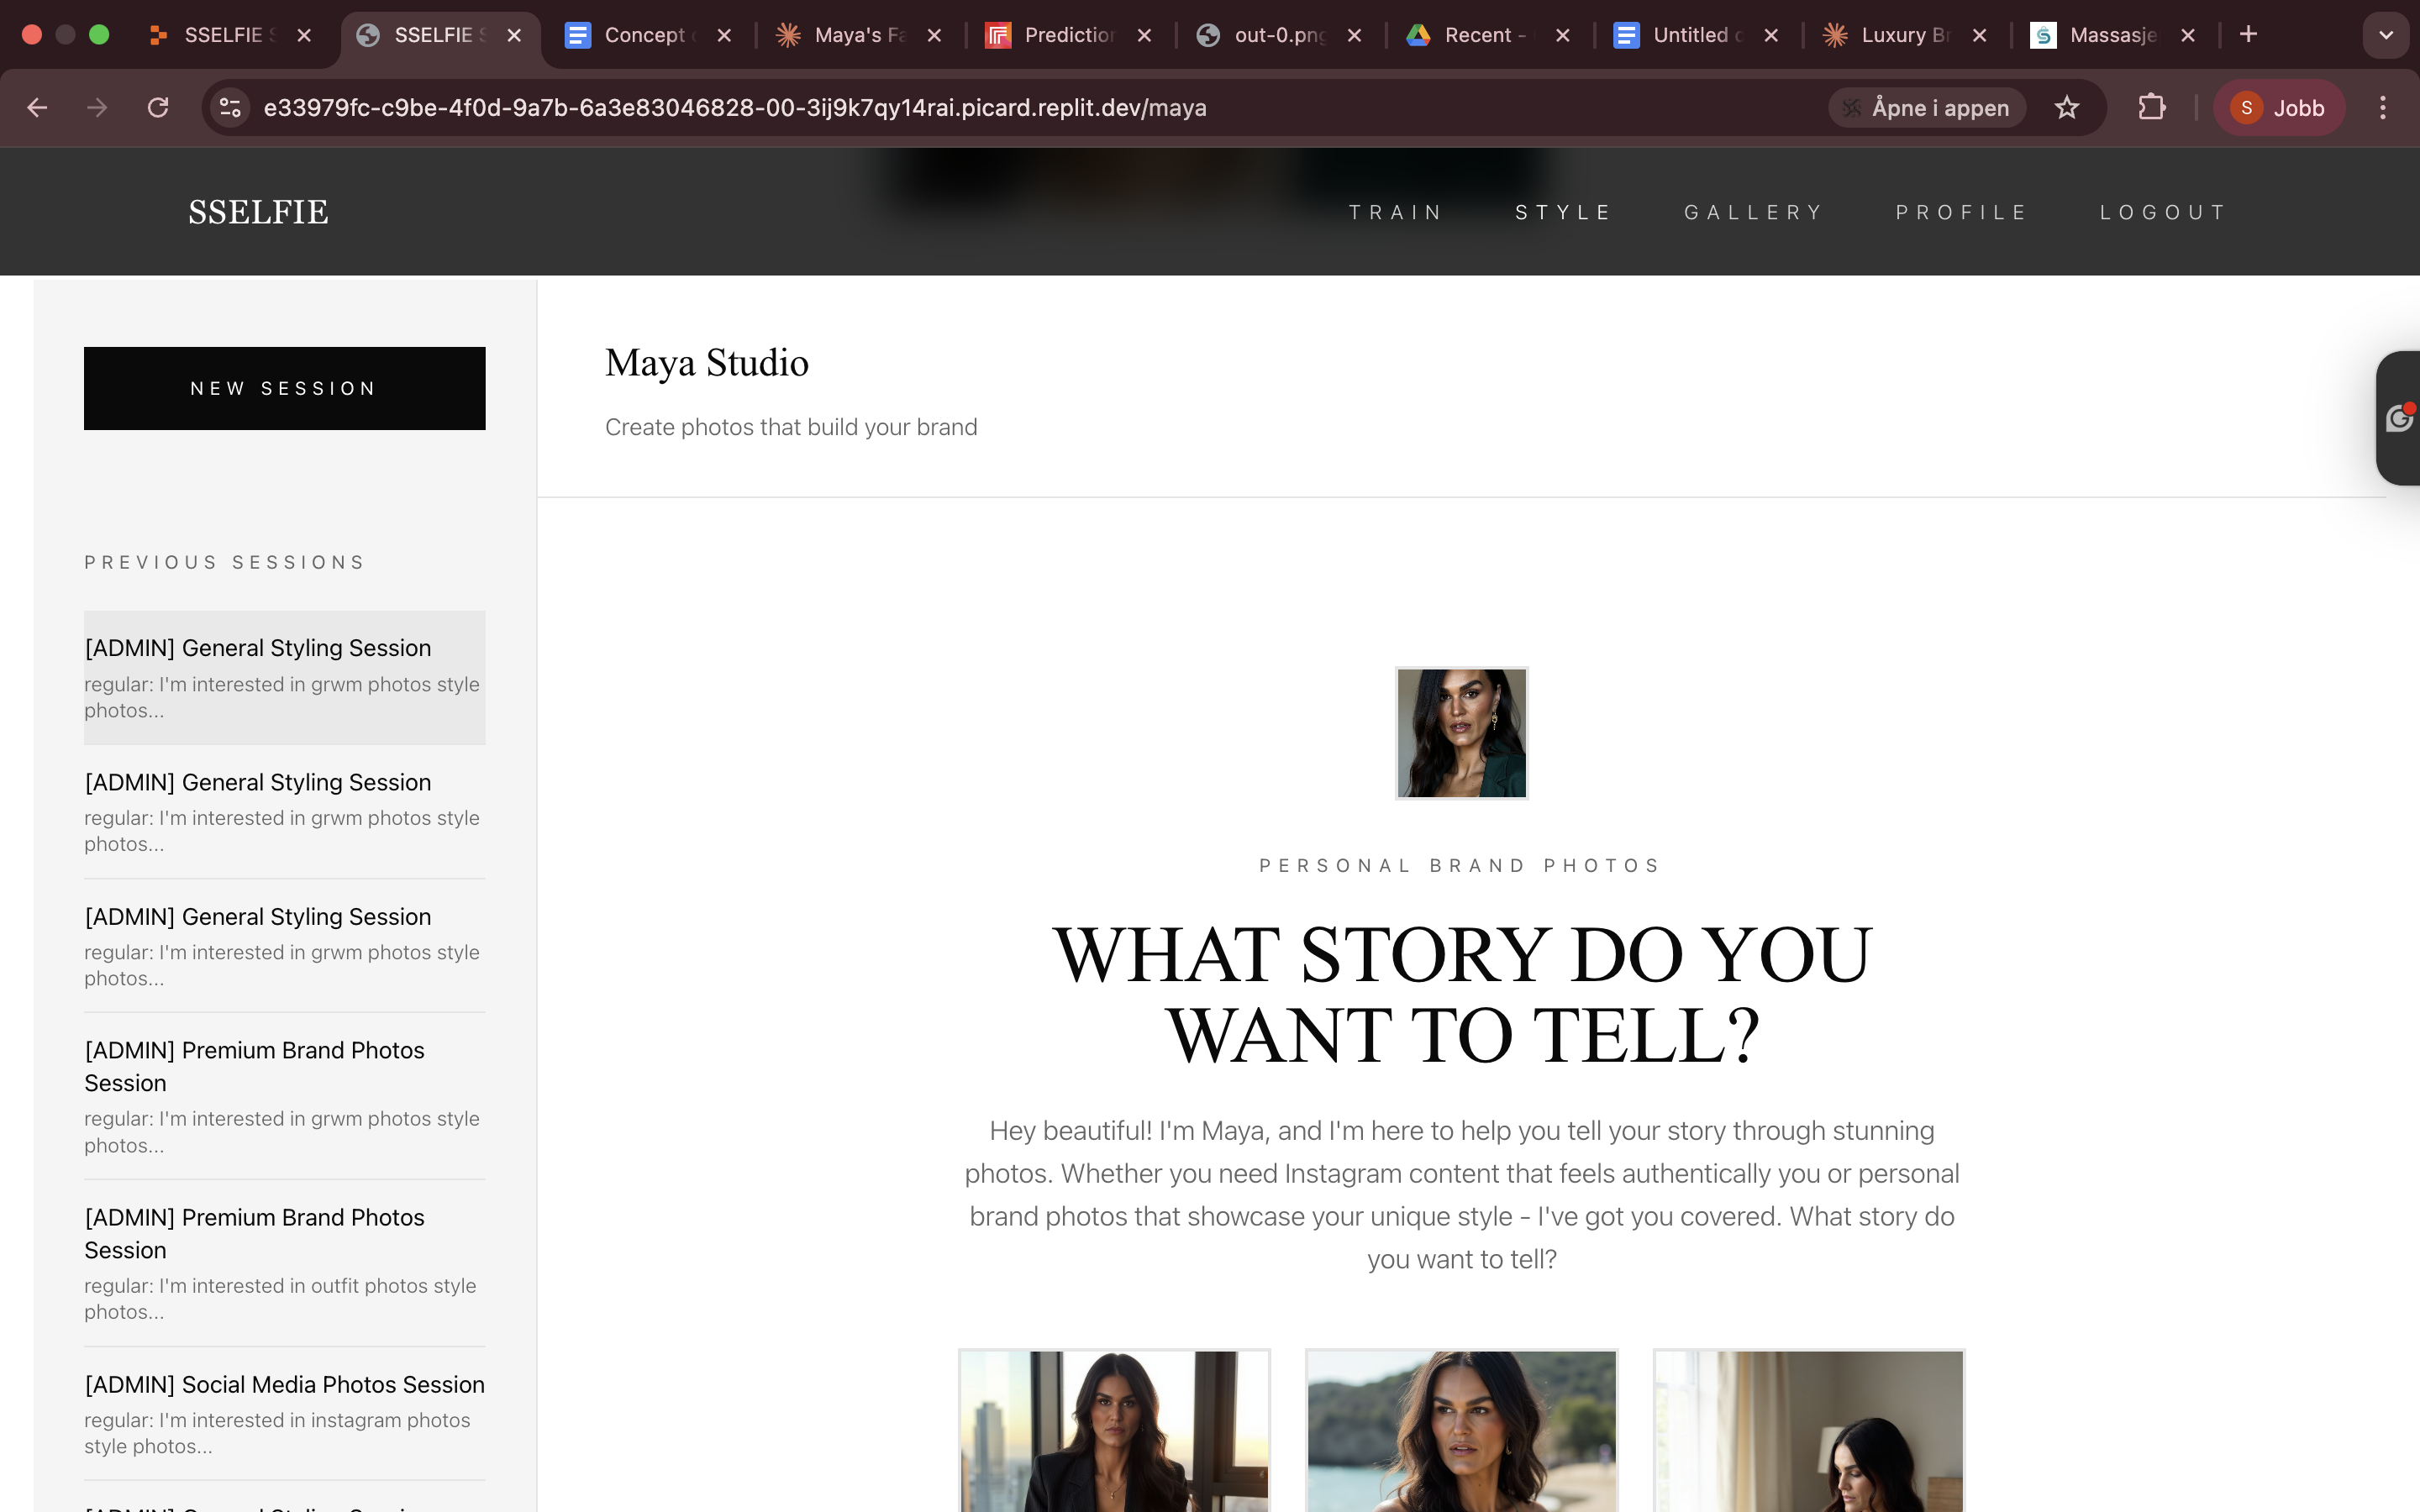 SSELFIE S
SSELFIE S
Concept
Maya's Fa
Prediction
out-0.png
Recent -
Untitled
Luxury Br
Massasje
e33979fc-c9be-4f0d-9a7b-6a3e83046828-00-3ij9k7qy14rai.picard.replit.dev/maya
Åpne i appen
S
Jobb
SSELFIE
TRAIN
STYLE
GALLERY
PROFILE
LOGOUT
NEW SESSION
PREVIOUS SESSIONS
[ADMIN] General Styling Session
regular: I'm interested in grwm photos style
photos...
[ADMIN] General Styling Session
regular: I'm interested in grwm photos style
photos...
[ADMIN] General Styling Session
regular: I'm interested in grwm photos style
photos...
[ADMIN] Premium Brand Photos
Session
regular: I'm interested in grwm photos style
photos...
[ADMIN] Premium Brand Photos
Session
regular: I'm interested in outfit photos style
photos...
[ADMIN] Social Media Photos Session
regular: I'm interested in instagram photos
style photos...
Maya Studio
Create photos that build your brand
PERSONAL BRAND PHOTOS
WHAT STORY DO YOU
WANT TO TELL?
Hey beautiful! I'm Maya, and I'm here to help you tell your story through stunning
photos. Whether you need Instagram content that feels authentically you or personal
brand photos that showcase your unique style - I've got you covered. What story do
you want to tell?